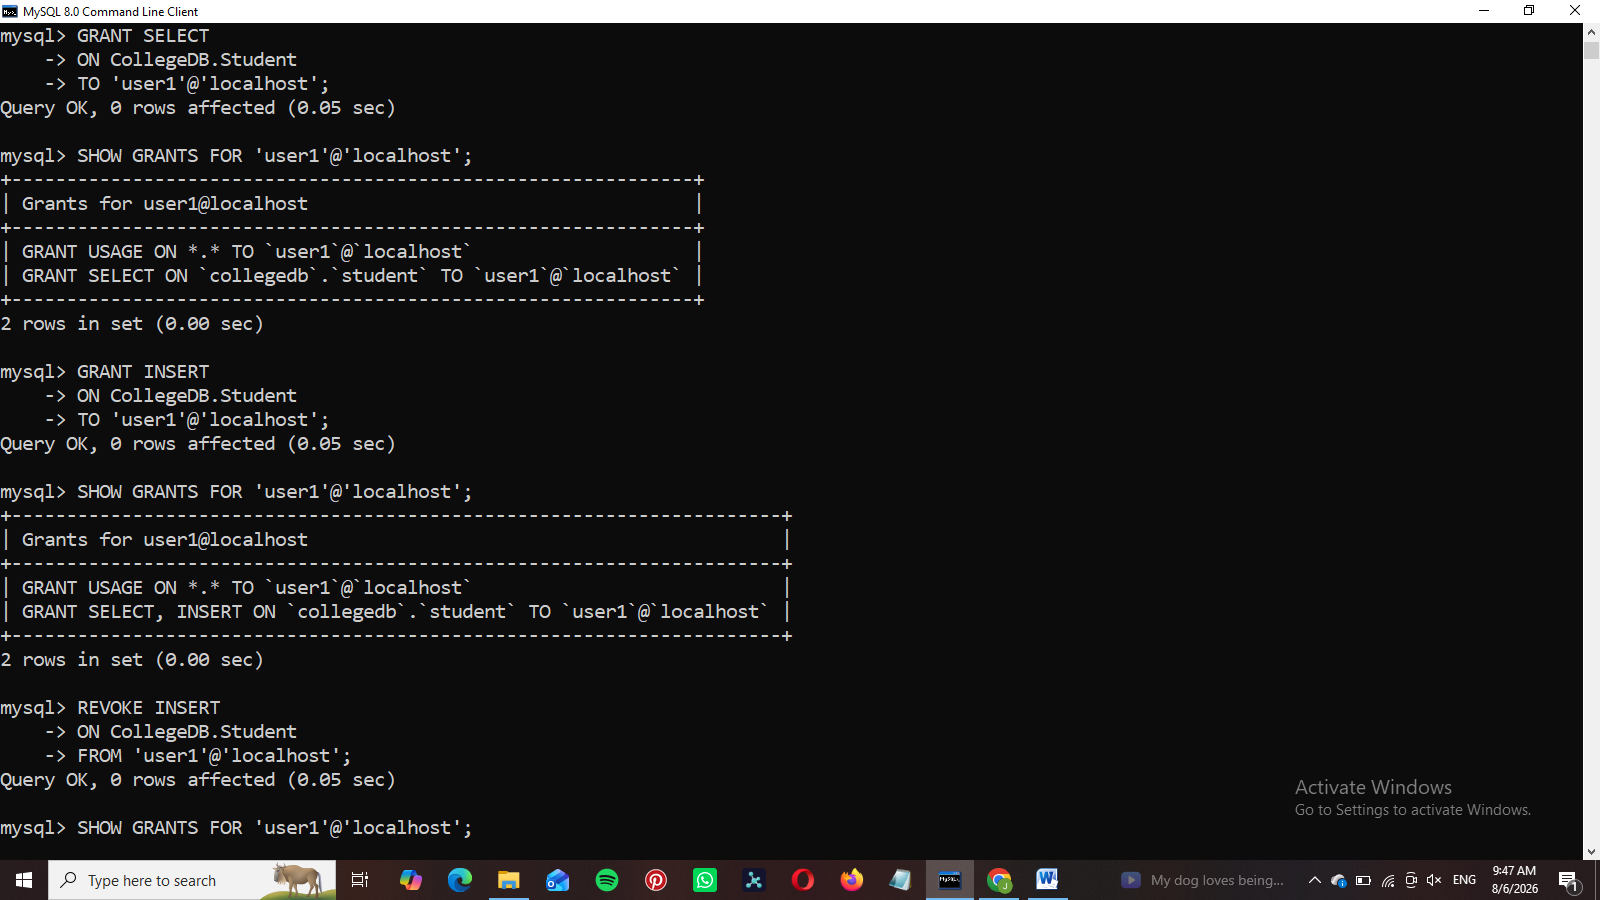 MySQL 8.0 Command Line Client
mysql> GRANT SELECT
    -> ON CollegeDB.Student
    -> TO 'user1'@'localhost';
Query OK, 0 rows affected (0.05 sec)

mysql> SHOW GRANTS FOR 'user1'@'localhost';
+--------------------------------------------------------------+
| Grants for user1@localhost                                   |
+--------------------------------------------------------------+
| GRANT USAGE ON *.* TO `user1`@`localhost`                    |
| GRANT SELECT ON `collegedb`.`student` TO `user1`@`localhost` |
+--------------------------------------------------------------+
2 rows in set (0.00 sec)

mysql> GRANT INSERT
    -> ON CollegeDB.Student
    -> TO 'user1'@'localhost';
Query OK, 0 rows affected (0.05 sec)

mysql> SHOW GRANTS FOR 'user1'@'localhost';
+----------------------------------------------------------------------+
| Grants for user1@localhost                                           |
+----------------------------------------------------------------------+
| GRANT USAGE ON *.* TO `user1`@`localhost`                            |
| GRANT SELECT, INSERT ON `collegedb`.`student` TO `user1`@`localhost` |
+----------------------------------------------------------------------+
2 rows in set (0.00 sec)

mysql> REVOKE INSERT
    -> ON CollegeDB.Student
    -> FROM 'user1'@'localhost';
Query OK, 0 rows affected (0.05 sec)

mysql> SHOW GRANTS FOR 'user1'@'localhost';
Activate Windows
Go to Settings to activate Windows.
Type here to search
My dog loves being...
ENG
9:47 AM
8/6/2026
1